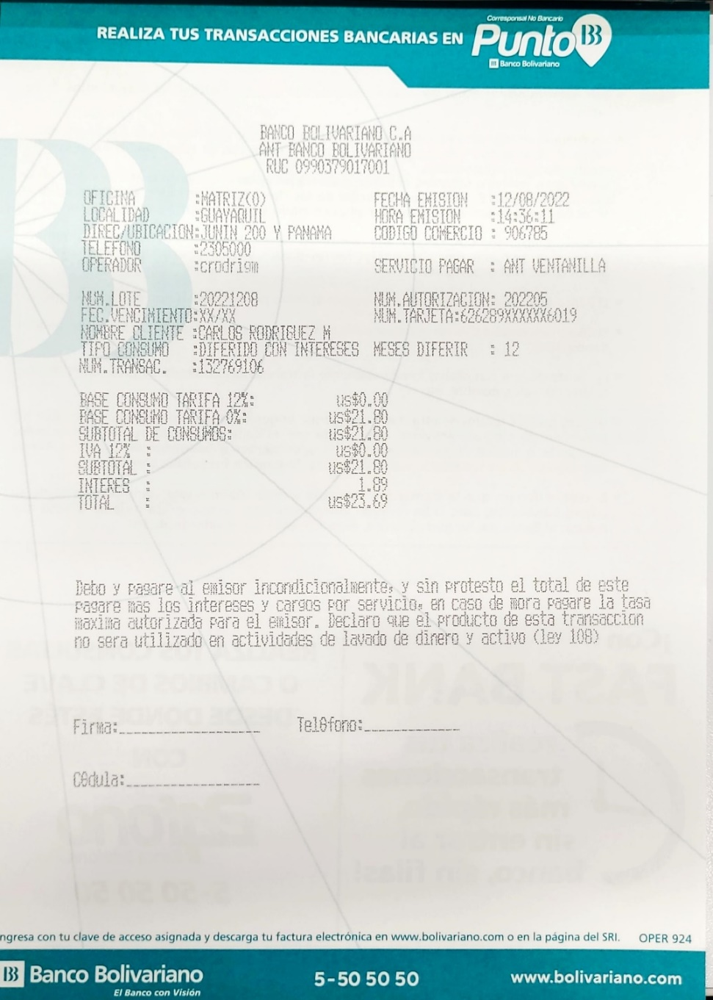 Corresponsal No Bancario
REALIZA TUS TRANSACCIONES BANCARIAS EN Punto BB
Banco Bolivariano
BANCO BOLIVARIANO C.A
ANT BANCO BOLIVARIANO
RUC 0990379017001
OFICINA :MATRIZ(0) FECHA EMISION :12/08/2022
LOCALIDAD :GUAYAQUIL HORA EMISION :14:36:11
DIREC/UBICACION:JUNIN 200 Y PANAMA CODIGO COMERCIO : 906785
TELEFONO :2305000
OPERADOR :crodrigm SERVICIO PAGAR : ANT VENTANILLA
NUM.LOTE :20221208 NUM.AUTORIZACION: 202205
FEC.VENCIMIENTO:XX/XX NUM.TARJETA:626289XXXXXX6019
NOMBRE CLIENTE :CARLOS RODRIGUEZ M
TIPO CONSUMO :DIFERIDO CON INTERESES MESES DIFERIR : 12
NUM.TRANSAC. :132769106
BASE CONSUMO TARIFA 12%: us$0.00
BASE CONSUMO TARIFA 0%: us$21.80
SUBTOTAL DE CONSUMOS: us$21.80
IVA 12% : us$0.00
SUBTOTAL : us$21.80
INTERES : 1.89
TOTAL : us$23.69
Debo y pagare al emisor incondicionalmente, y sin protesto el total de este
pagare mas los intereses y cargos por servicio, en caso de mora pagare la tasa
maxima autorizada para el emisor. Declaro que el producto de esta transaccion
no sera utilizado en actividades de lavado de dinero y activo (ley 108)
Firma:___________________ Teléfono:_____________
Cédula:__________________
ngresa con tu clave de acceso asignada y descarga tu factura electrónica en www.bolivariano.com o en la página del SRI. OPER 924
BB Banco Bolivariano 5-50 50 50 www.bolivariano.com
El Banco con Visión